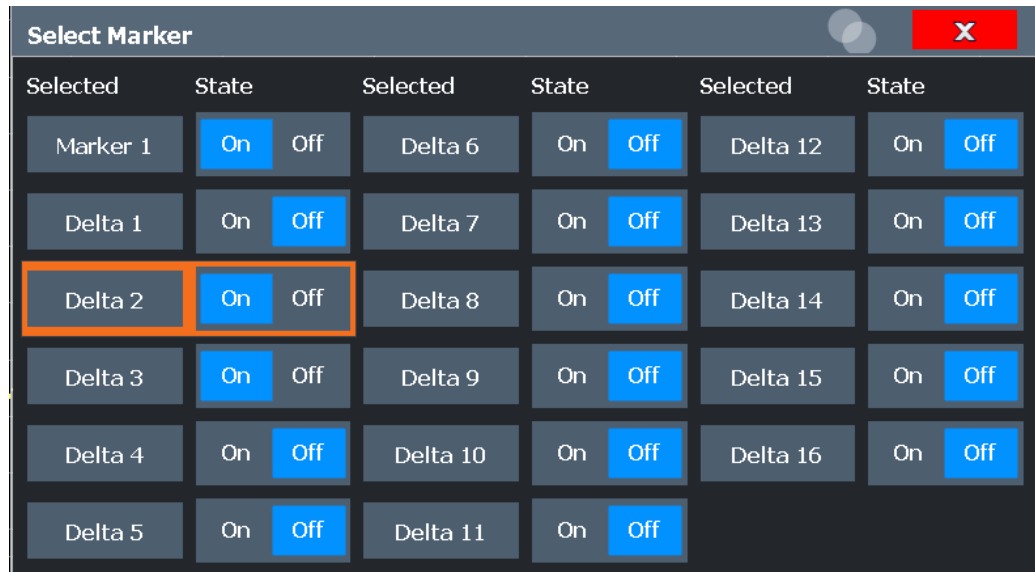 Select Marker X
Selected State Selected State Selected State
Marker 1 On Off Delta 6 On Off Delta 12 On Off
Delta 1 On Off Delta 7 On Off Delta 13 On Off
Delta 2 On Off Delta 8 On Off Delta 14 On Off
Delta 3 On Off Delta 9 On Off Delta 15 On Off
Delta 4 On Off Delta 10 On Off Delta 16 On Off
Delta 5 On Off Delta 11 On Off